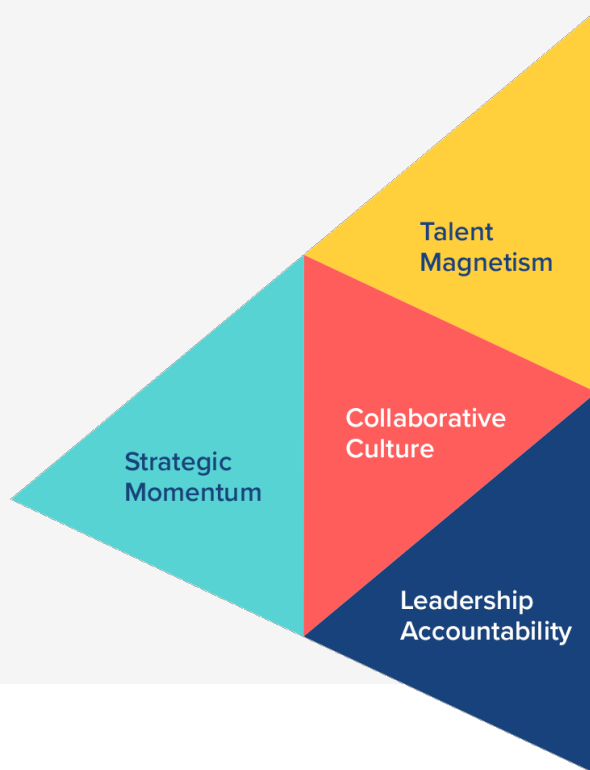 Talent
Magnetism
Collaborative
Culture
Strategic
Momentum
Leadership
Accountability